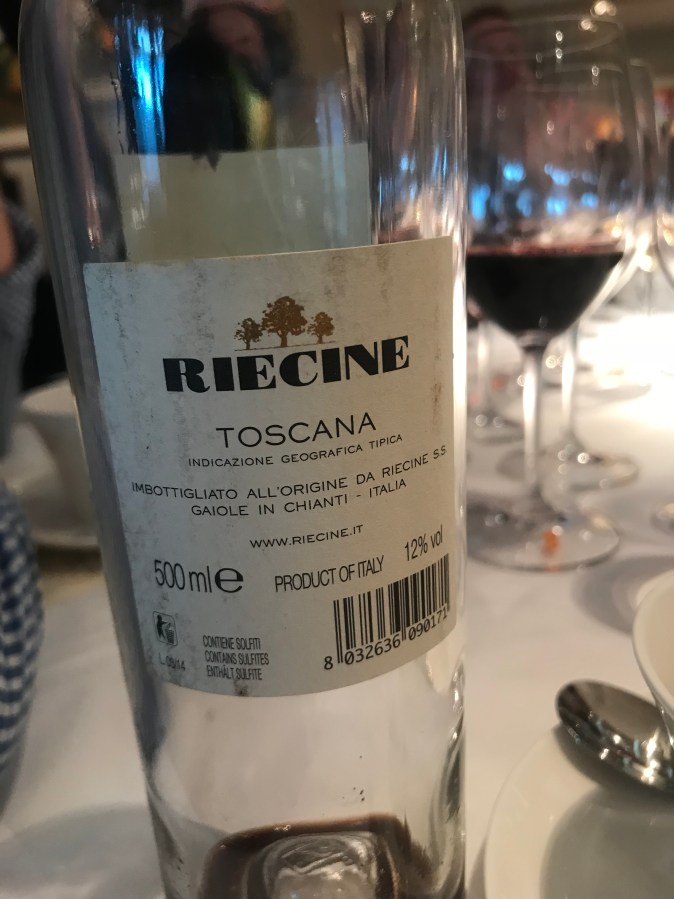 RIECINE
TOSCANA
INDICAZIONE GEOGRAFICA TIPICA
IMBOTTIGLIATO ALL'ORIGINE DA RIECINE S.S.
GAIOLE IN CHIANTI - ITALIA
WWW.RIECINE.IT
500 ml e PRODUCT OF ITALY 12% vol
CONTIENE SOLFITI
CONTAINS SULFITES
ENTHÄLT SULFITE
8 032636 090171